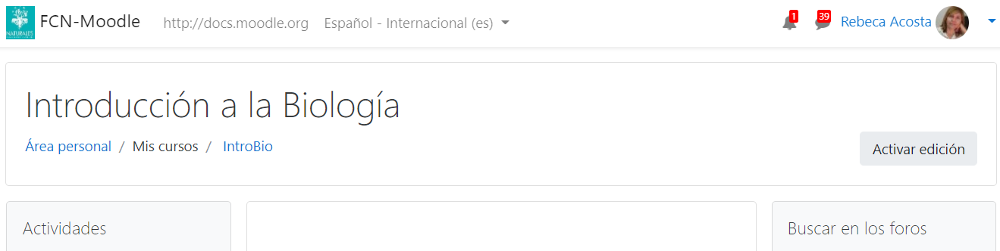 NATURALES
FCN-Moodle http://docs.moodle.org Español - Internacional (es) 1 39 Rebeca Acosta
Introducción a la Biología
Área personal / Mis cursos / IntroBio
Activar edición
Actividades
Buscar en los foros